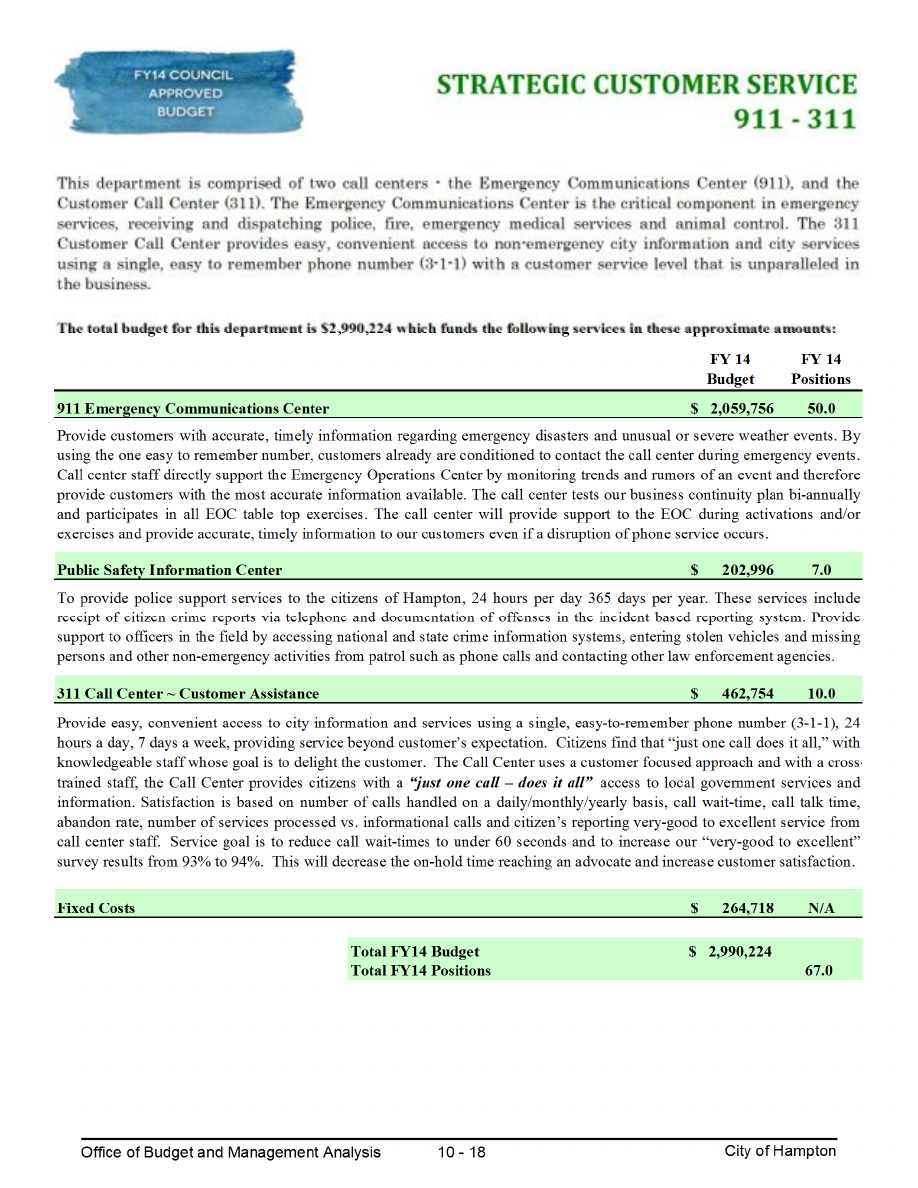 FY14 COUNCIL
APPROVED
BUDGET
STRATEGIC CUSTOMER SERVICE
911 - 311
This department is comprised of two call centers - the Emergency Communications Center (911), and the
Customer Call Center (311). The Emergency Communications Center is the critical component in emergency
services, receiving and dispatching police, fire, emergency medical services and animal control. The 311
Customer Call Center provides easy, convenient access to non-emergency city information and city services
using a single, easy to remember phone number (3-1-1) with a customer service level that is unparalleled in
the business.
The total budget for this department is $2,990,224 which funds the following services in these approximate amounts:
FY 14 FY 14
Budget Positions
911 Emergency Communications Center $ 2,059,756 50.0
Provide customers with accurate, timely information regarding emergency disasters and unusual or severe weather events. By
using the one easy to remember number, customers already are conditioned to contact the call center during emergency events.
Call center staff directly support the Emergency Operations Center by monitoring trends and rumors of an event and therefore
provide customers with the most accurate information available. The call center tests our business continuity plan bi-annually
and participates in all EOC table top exercises. The call center will provide support to the EOC during activations and/or
exercises and provide accurate, timely information to our customers even if a disruption of phone service occurs.
Public Safety Information Center $ 202,996 7.0
To provide police support services to the citizens of Hampton, 24 hours per day 365 days per year. These services include
receipt of citizen crime reports via telephone and documentation of offenses in the incident based reporting system. Provide
support to officers in the field by accessing national and state crime information systems, entering stolen vehicles and missing
persons and other non-emergency activities from patrol such as phone calls and contacting other law enforcement agencies.
311 Call Center ~ Customer Assistance $ 462,754 10.0
Provide easy, convenient access to city information and services using a single, easy-to-remember phone number (3-1-1), 24
hours a day, 7 days a week, providing service beyond customer's expectation. Citizens find that "just one call does it all," with
knowledgeable staff whose goal is to delight the customer. The Call Center uses a customer focused approach and with a cross-
trained staff, the Call Center provides citizens with a "just one call – does it all" access to local government services and
information. Satisfaction is based on number of calls handled on a daily/monthly/yearly basis, call wait-time, call talk time,
abandon rate, number of services processed vs. informational calls and citizen's reporting very-good to excellent service from
call center staff. Service goal is to reduce call wait-times to under 60 seconds and to increase our "very-good to excellent"
survey results from 93% to 94%. This will decrease the on-hold time reaching an advocate and increase customer satisfaction.
Fixed Costs $ 264,718 N/A
Total FY14 Budget $ 2,990,224
Total FY14 Positions 67.0
Office of Budget and Management Analysis 10 - 18 City of Hampton